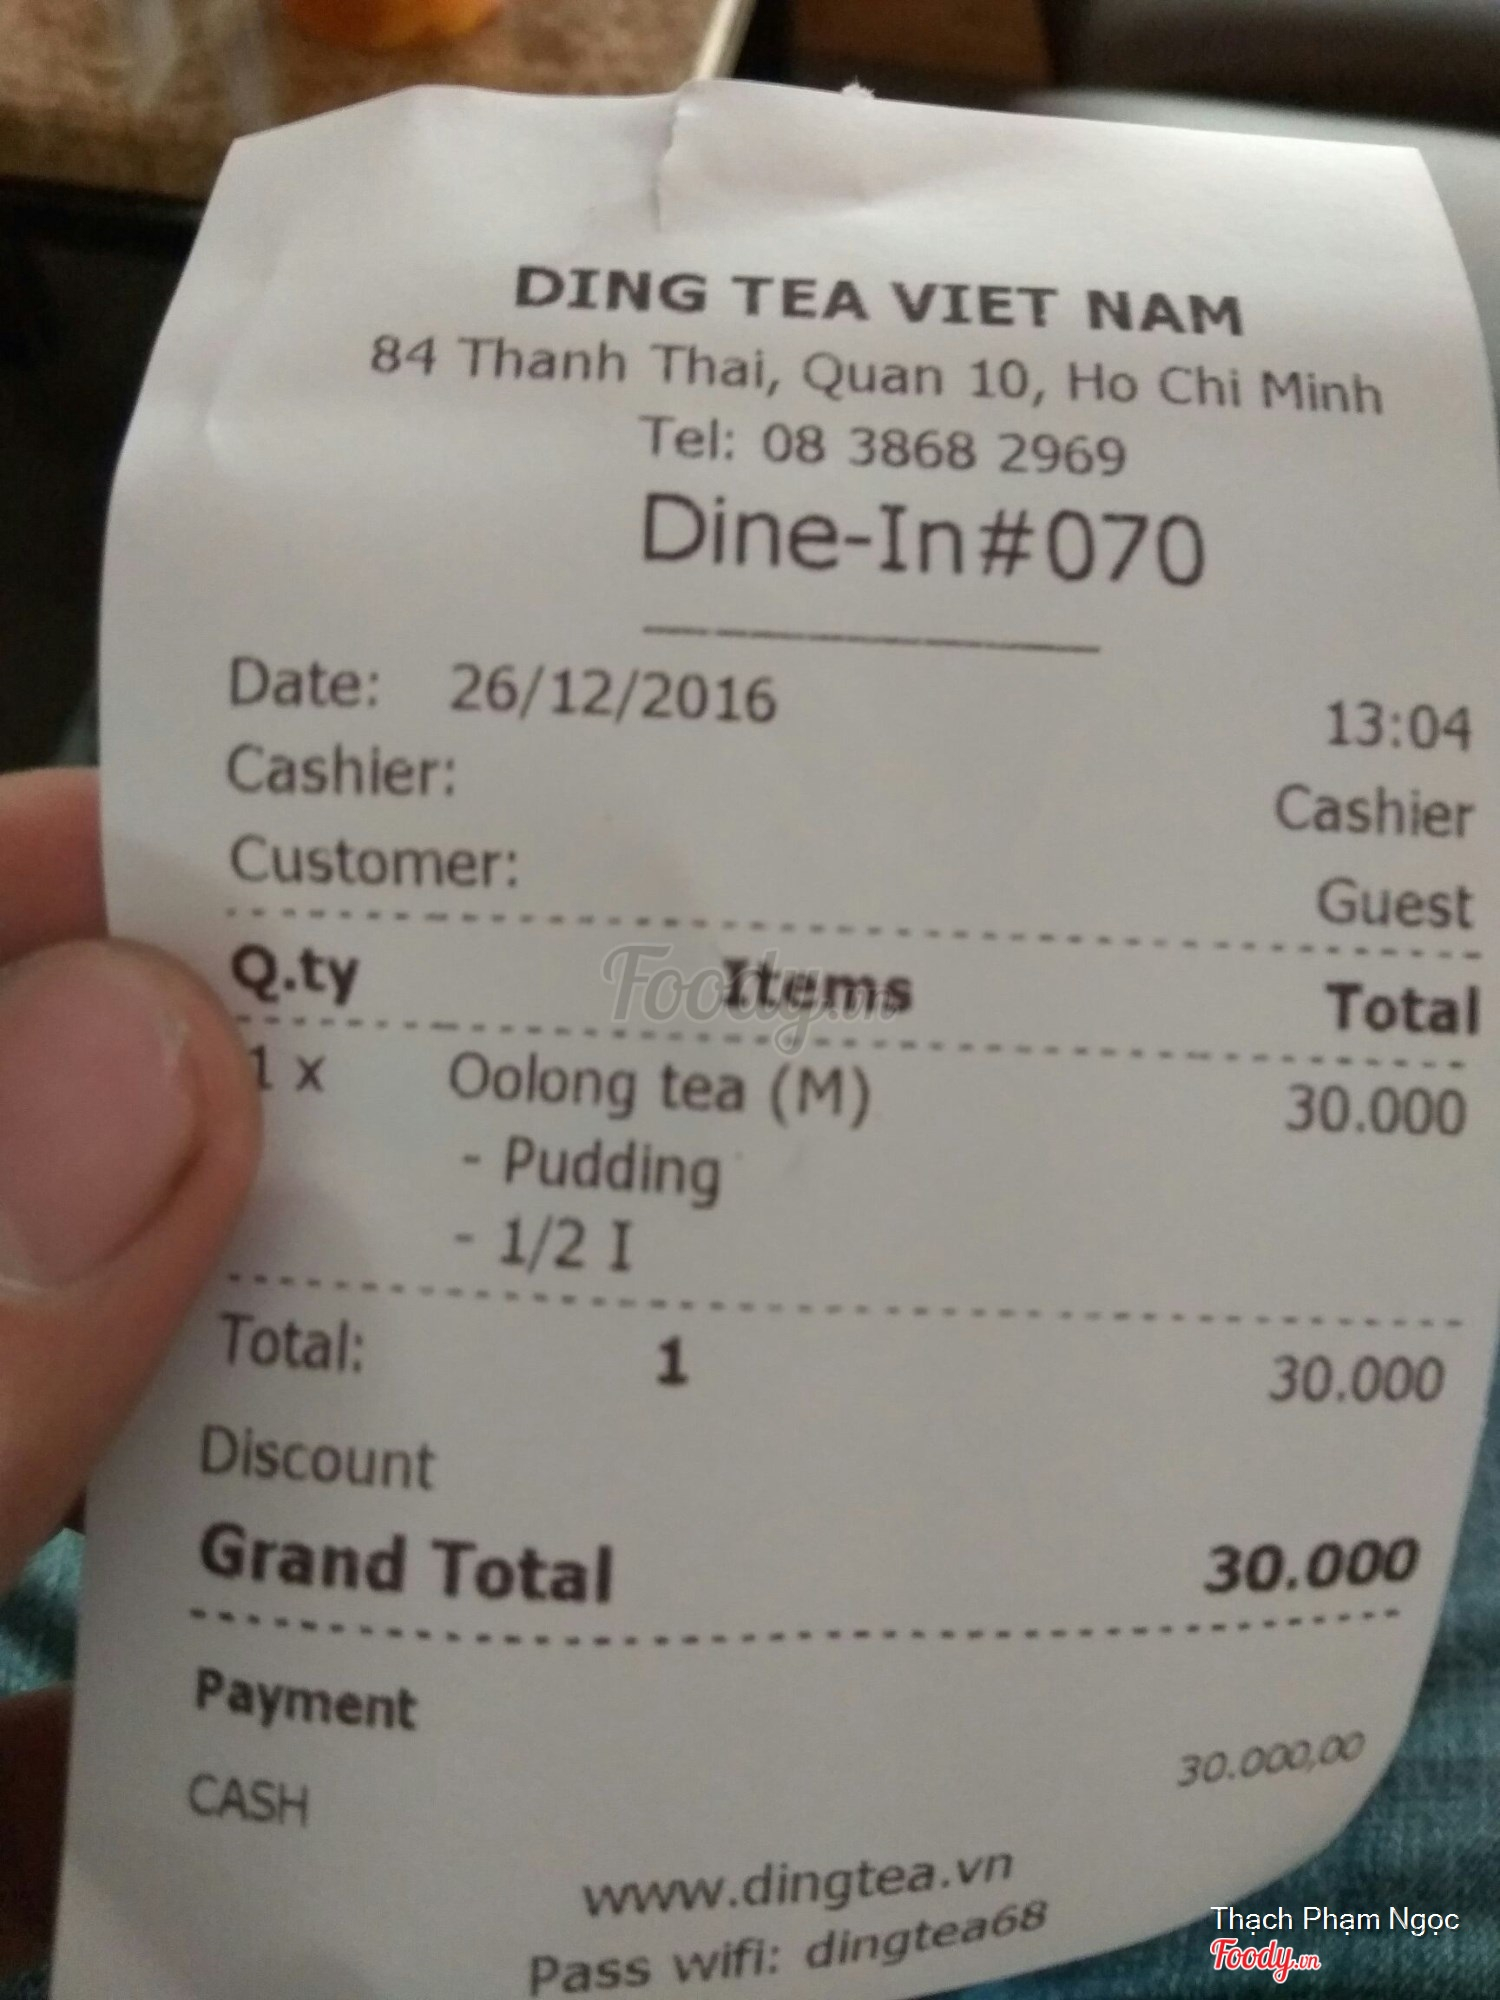 DING TEA VIET NAM
84 Thanh Thai, Quan 10, Ho Chi Minh
Tel: 08 3868 2969
Dine-In#070
Date: 26/12/2016 13:04
Cashier: Cashier
Customer: Guest
Q.ty Items Total
Foody.vn
1 x Oolong tea (M) 30.000
- Pudding
- 1/2 I
Total: 1 30.000
Discount
Grand Total 30.000
Payment
CASH 30.000,00
www.dingtea.vn
Pass wifi: dingtea68
Thạch Phạm Ngọc
Foody.vn